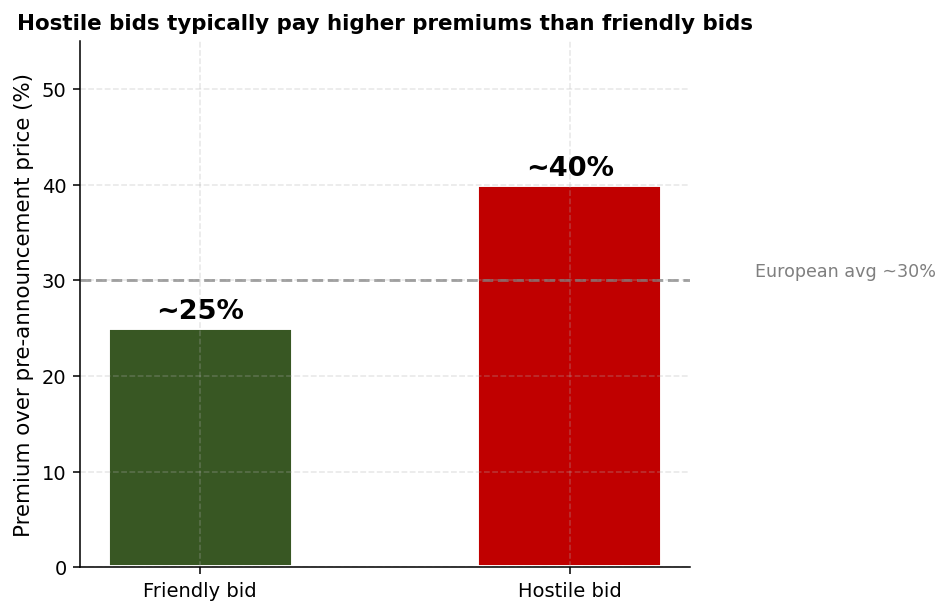 Hostile bids typically pay higher premiums than friendly bids
Premium over pre-announcement price (%)
50
40
30
20
10
0
~25%
~40%
European avg ~30%
Friendly bid
Hostile bid